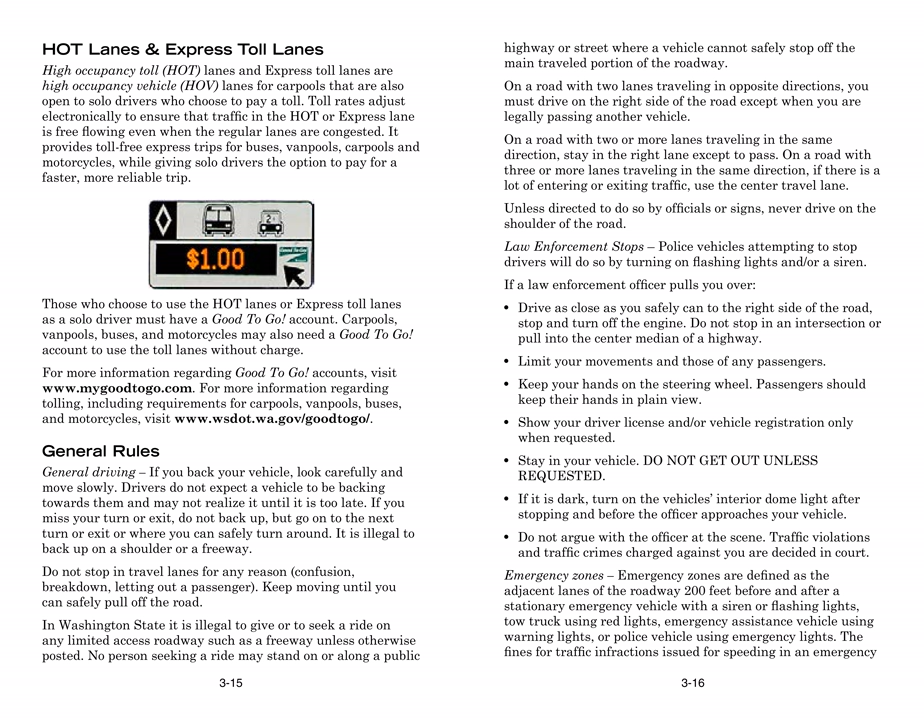 HOT Lanes & Express Toll Lanes
High occupancy toll (HOT) lanes and Express toll lanes are
high occupancy vehicle (HOV) lanes for carpools that are also
open to solo drivers who choose to pay a toll. Toll rates adjust
electronically to ensure that traffic in the HOT or Express lane
is free flowing even when the regular lanes are congested. It
provides toll-free express trips for buses, vanpools, carpools and
motorcycles, while giving solo drivers the option to pay for a
faster, more reliable trip.
$1.00
Those who choose to use the HOT lanes or Express toll lanes
as a solo driver must have a Good To Go! account. Carpools,
vanpools, buses, and motorcycles may also need a Good To Go!
account to use the toll lanes without charge.
For more information regarding Good To Go! accounts, visit
www.mygoodtogo.com. For more information regarding
tolling, including requirements for carpools, vanpools, buses,
and motorcycles, visit www.wsdot.wa.gov/goodtogo/.
General Rules
General driving – If you back your vehicle, look carefully and
move slowly. Drivers do not expect a vehicle to be backing
towards them and may not realize it until it is too late. If you
miss your turn or exit, do not back up, but go on to the next
turn or exit or where you can safely turn around. It is illegal to
back up on a shoulder or a freeway.
Do not stop in travel lanes for any reason (confusion,
breakdown, letting out a passenger). Keep moving until you
can safely pull off the road.
In Washington State it is illegal to give or to seek a ride on
any limited access roadway such as a freeway unless otherwise
posted. No person seeking a ride may stand on or along a public
3-15
highway or street where a vehicle cannot safely stop off the
main traveled portion of the roadway.
On a road with two lanes traveling in opposite directions, you
must drive on the right side of the road except when you are
legally passing another vehicle.
On a road with two or more lanes traveling in the same
direction, stay in the right lane except to pass. On a road with
three or more lanes traveling in the same direction, if there is a
lot of entering or exiting traffic, use the center travel lane.
Unless directed to do so by officials or signs, never drive on the
shoulder of the road.
Law Enforcement Stops – Police vehicles attempting to stop
drivers will do so by turning on flashing lights and/or a siren.
If a law enforcement officer pulls you over:
• Drive as close as you safely can to the right side of the road,
stop and turn off the engine. Do not stop in an intersection or
pull into the center median of a highway.
• Limit your movements and those of any passengers.
• Keep your hands on the steering wheel. Passengers should
keep their hands in plain view.
• Show your driver license and/or vehicle registration only
when requested.
• Stay in your vehicle. DO NOT GET OUT UNLESS
REQUESTED.
• If it is dark, turn on the vehicles' interior dome light after
stopping and before the officer approaches your vehicle.
• Do not argue with the officer at the scene. Traffic violations
and traffic crimes charged against you are decided in court.
Emergency zones – Emergency zones are defined as the
adjacent lanes of the roadway 200 feet before and after a
stationary emergency vehicle with a siren or flashing lights,
tow truck using red lights, emergency assistance vehicle using
warning lights, or police vehicle using emergency lights. The
fines for traffic infractions issued for speeding in an emergency
3-16